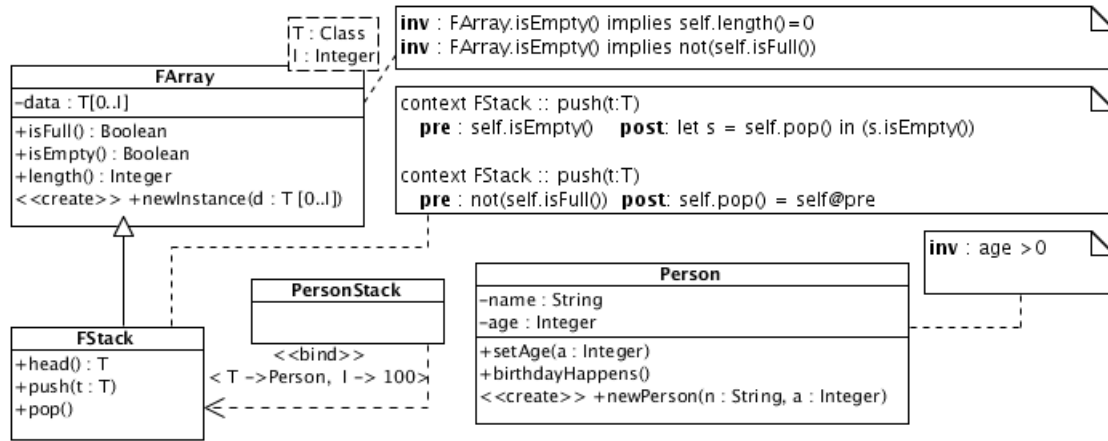 T : Class
I : Integer
inv : FArray.isEmpty() implies self.length()=0
inv : FArray.isEmpty() implies not(self.isFull())
FArray
-data : T[0..I]
+isFull() : Boolean
+isEmpty() : Boolean
+length() : Integer
<<create>> +newInstance(d : T [0..I])
context FStack :: push(t:T)
pre : self.isEmpty() post: let s = self.pop() in (s.isEmpty())
context FStack :: push(t:T)
pre : not(self.isFull()) post: self.pop() = self@pre
inv : age >0
PersonStack
Person
-name : String
-age : Integer
+setAge(a : Integer)
+birthdayHappens()
<<create>> +newPerson(n : String, a : Integer)
FStack
+head() : T
+push(t : T)
+pop()
<<bind>>
< T ->Person, I -> 100>